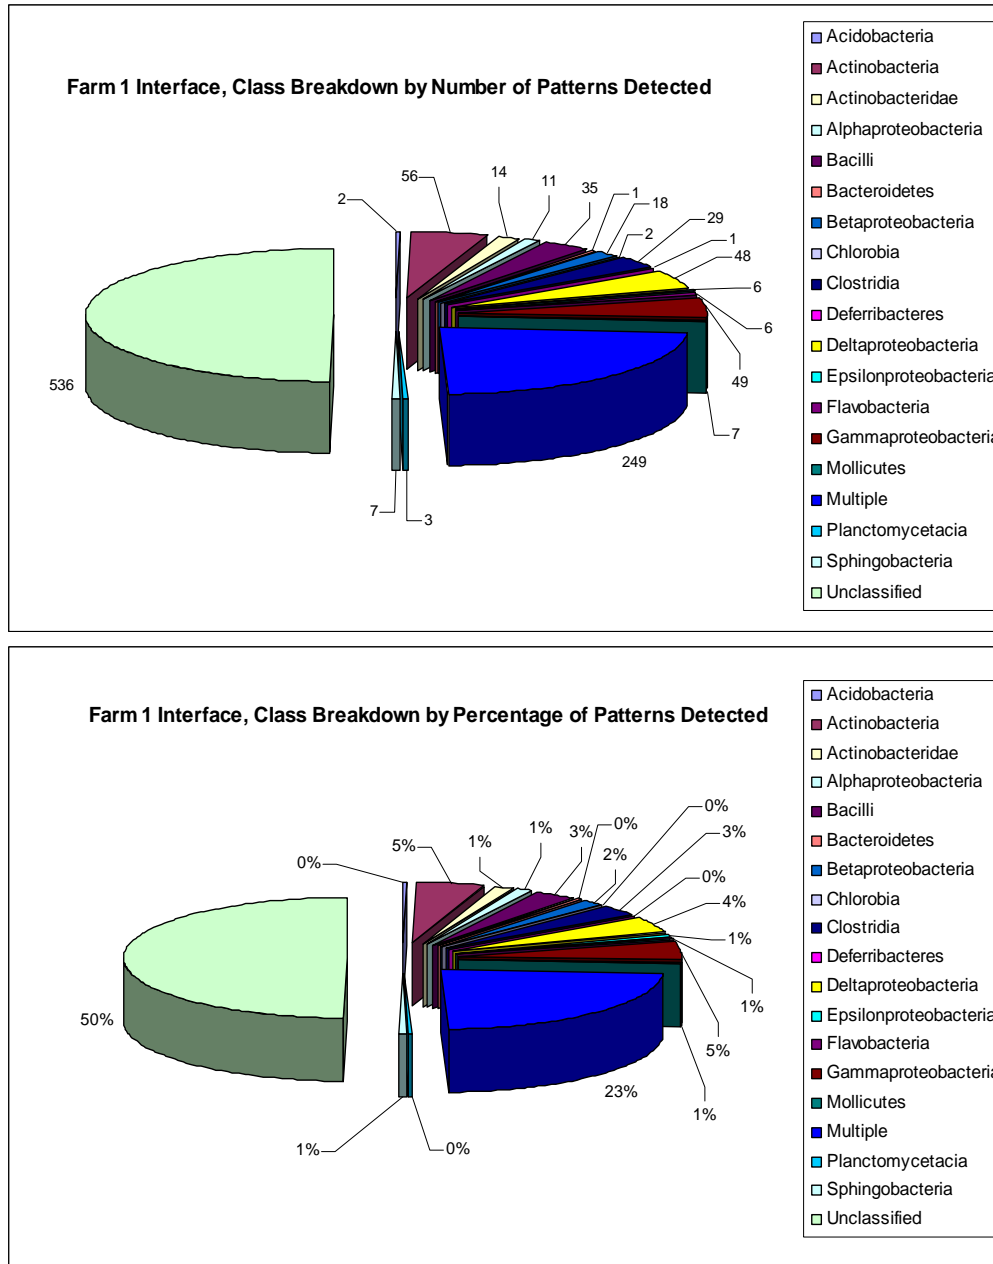 Farm 1 Interface, Class Breakdown by Number of Patterns Detected
2
56
14
11
35
1
18
2
29
1
48
6
6
49
7
249
3
7
536
Acidobacteria
Actinobacteria
Actinobacteridae
Alphaproteobacteria
Bacilli
Bacteroidetes
Betaproteobacteria
Chlorobia
Clostridia
Deferribacteres
Deltaproteobacteria
Epsilonproteobacteria
Flavobacteria
Gammaproteobacteria
Mollicutes
Multiple
Planctomycetacia
Sphingobacteria
Unclassified
Farm 1 Interface, Class Breakdown by Percentage of Patterns Detected
0%
5%
1%
1%
3%
0%
2%
0%
3%
0%
4%
1%
1%
5%
1%
23%
0%
1%
50%
Acidobacteria
Actinobacteria
Actinobacteridae
Alphaproteobacteria
Bacilli
Bacteroidetes
Betaproteobacteria
Chlorobia
Clostridia
Deferribacteres
Deltaproteobacteria
Epsilonproteobacteria
Flavobacteria
Gammaproteobacteria
Mollicutes
Multiple
Planctomycetacia
Sphingobacteria
Unclassified